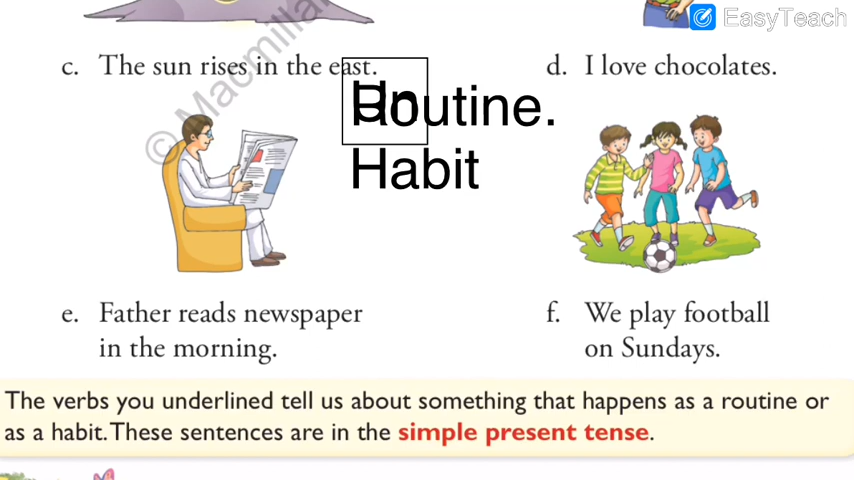 EasyTeach
© Macmillan
c. The sun rises in the east.
d. I love chocolates.
Routine.
Habit
e. Father reads newspaper
in the morning.
f. We play football
on Sundays.
The verbs you underlined tell us about something that happens as a routine or
as a habit. These sentences are in the simple present tense.